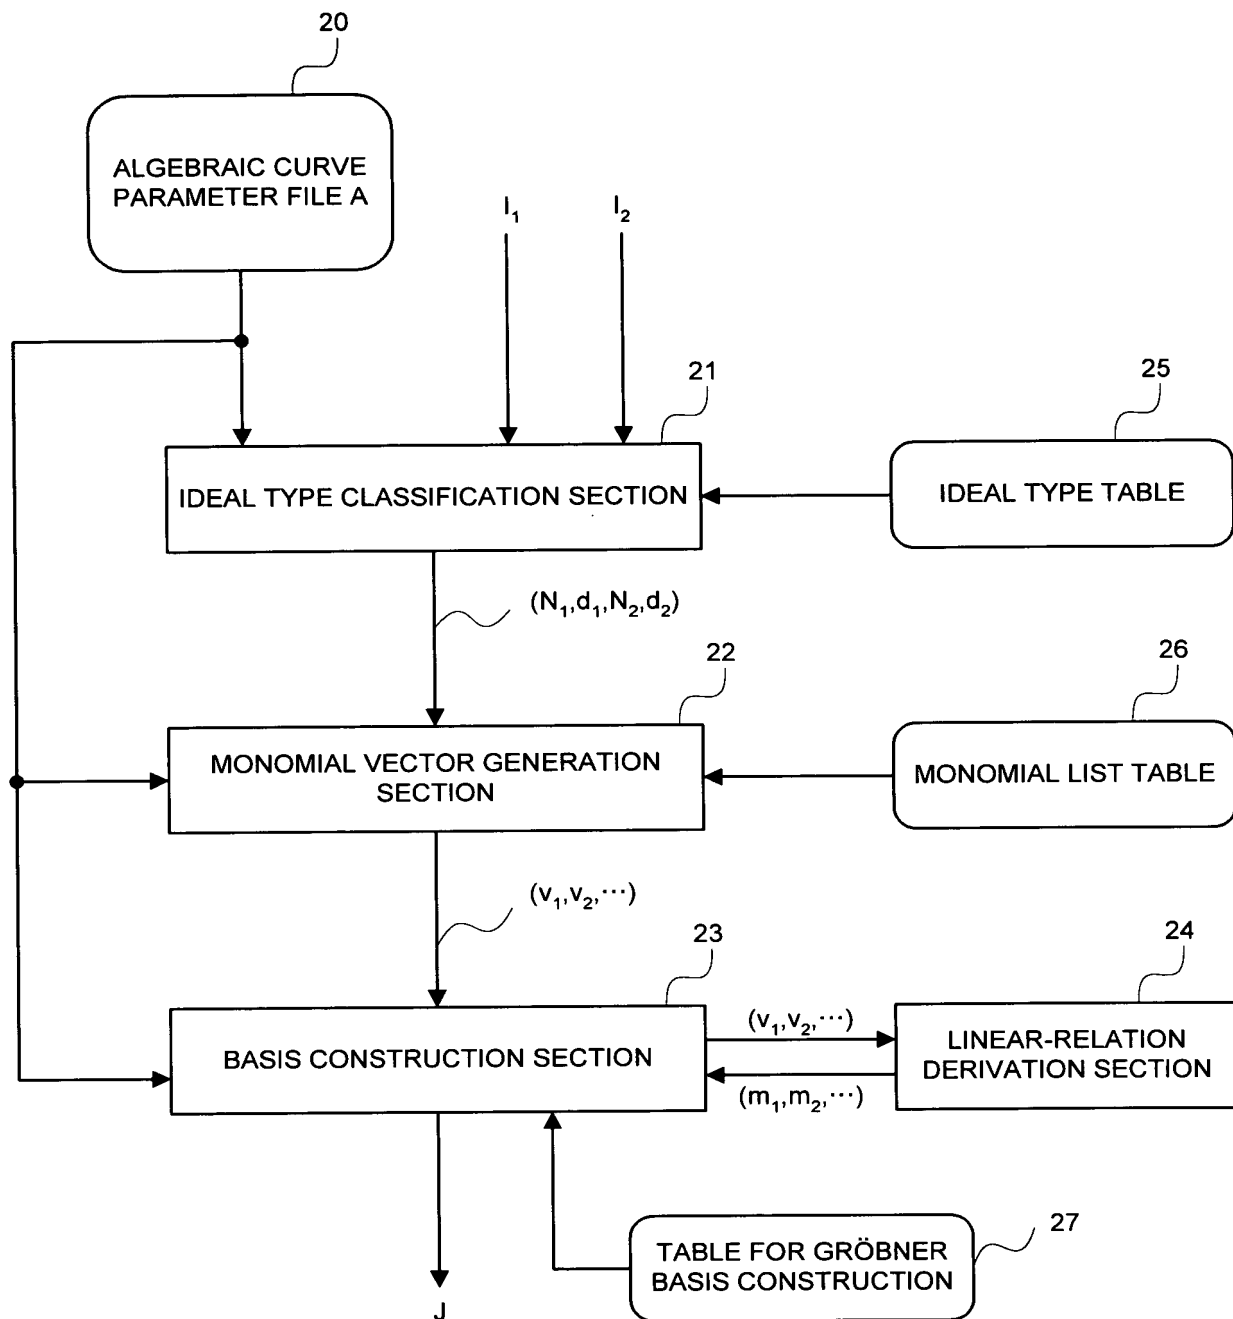 20
ALGEBRAIC CURVE
PARAMETER FILE A
I₁
I₂
21
25
IDEAL TYPE CLASSIFICATION SECTION
IDEAL TYPE TABLE
(N₁,d₁,N₂,d₂)
22
26
MONOMIAL VECTOR GENERATION
SECTION
MONOMIAL LIST TABLE
(v₁,v₂,···)
23
24
BASIS CONSTRUCTION SECTION
(v₁,v₂,···)
(m₁,m₂,···)
LINEAR-RELATION
DERIVATION SECTION
27
TABLE FOR GRÖBNER
BASIS CONSTRUCTION
J